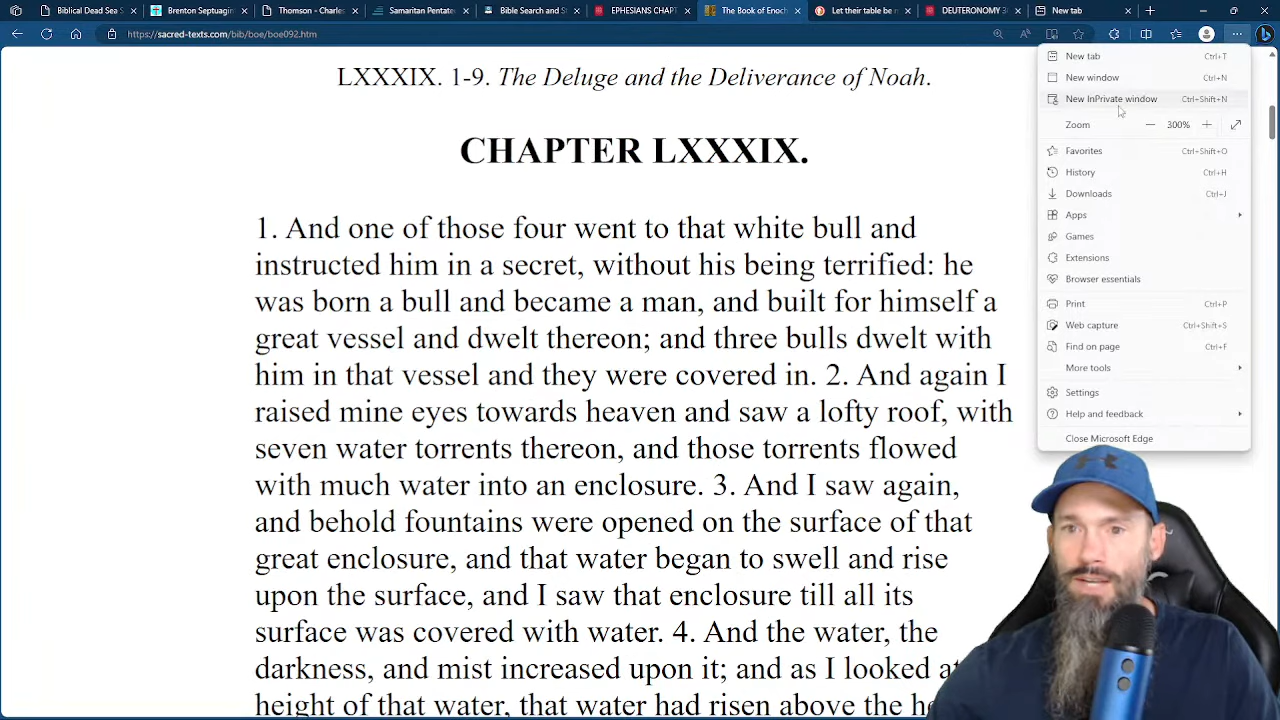 Biblical Dead Sea S
Brenton Septuagin
Thomson - Charles
Samaritan Pentate
Bible Search and St
EPHESIANS CHAPT
The Book of Enoch
Let their table be m
DEUTERONOMY 3
New tab
https://sacred-texts.com/bib/boe/boe092.htm
LXXXIX. 1-9. The Deluge and the Deliverance of Noah.
CHAPTER LXXXIX.
1. And one of those four went to that white bull and
instructed him in a secret, without his being terrified: he
was born a bull and became a man, and built for himself a
great vessel and dwelt thereon; and three bulls dwelt with
him in that vessel and they were covered in. 2. And again I
raised mine eyes towards heaven and saw a lofty roof, with
seven water torrents thereon, and those torrents flowed
with much water into an enclosure. 3. And I saw again,
and behold fountains were opened on the surface of that
great enclosure, and that water began to swell and rise
upon the surface, and I saw that enclosure till all its
surface was covered with water. 4. And the water, the
darkness, and mist increased upon it; and as I looked at
height of that water, that water had risen above the he
New tab Ctrl+T
New window Ctrl+N
New InPrivate window Ctrl+Shift+N
Zoom 300%
Favorites Ctrl+Shift+O
History Ctrl+H
Downloads Ctrl+J
Apps
Games
Extensions
Browser essentials
Print Ctrl+P
Web capture Ctrl+Shift+S
Find on page Ctrl+F
More tools
Settings
Help and feedback
Close Microsoft Edge